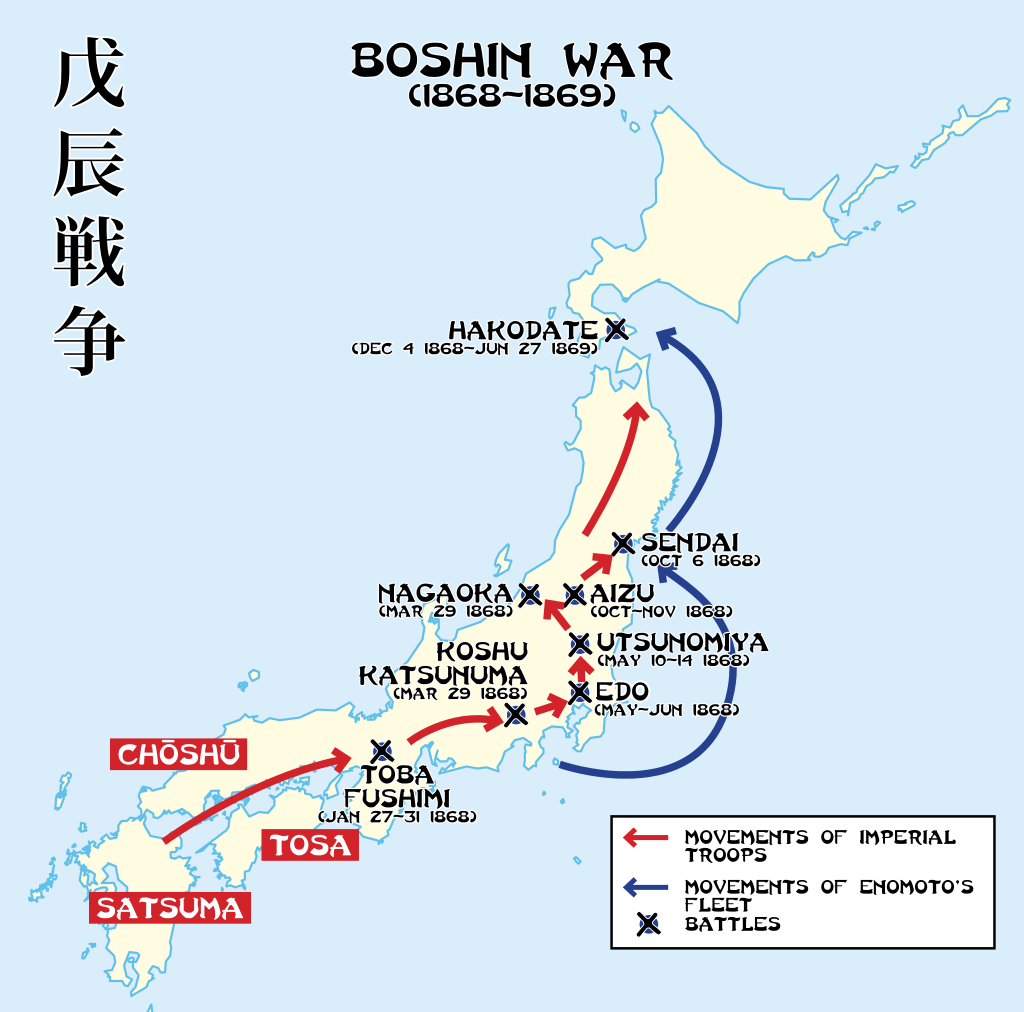 戊辰戦争
BOSHIN WAR
(1868~1869)
HAKODATE
(DEC 4 1868~JUN 27 1869)
SENDAI
(OCT 6 1868)
NAGAOKA
(MAR 29 1868)
AIZU
(OCT~NOV 1868)
UTSUNOMIYA
(MAY 10~14 1868)
KOSHU
KATSUNUMA
(MAR 29 1868)
EDO
(MAY~JUN 1868)
CHŌSHŪ
TOBA
FUSHIMI
(JAN 27~31 1868)
TOSA
SATSUMA
MOVEMENTS OF IMPERIAL
TROOPS
MOVEMENTS OF ENOMOTO'S
FLEET
BATTLES